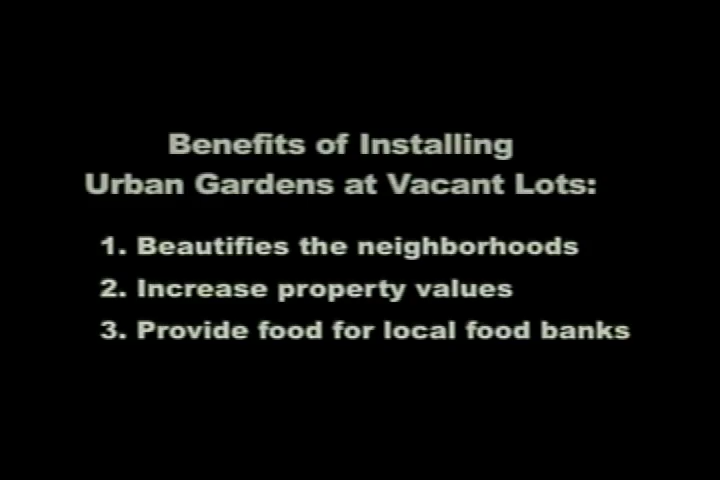 Benefits of Installing
Urban Gardens at Vacant Lots:
1. Beautifies the neighborhoods
2. Increase property values
3. Provide food for local food banks